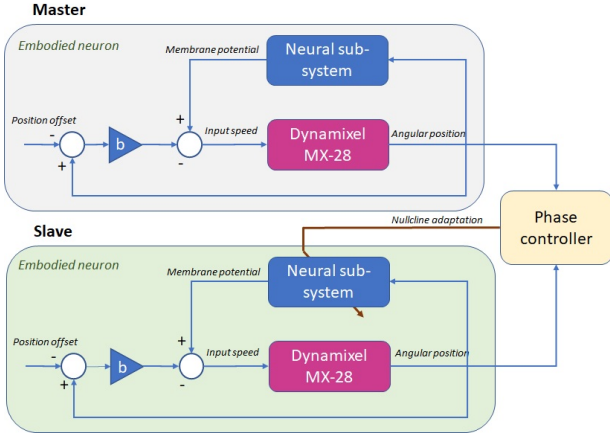 Master
Embodied neuron
Membrane potential
Neural sub-
system
+
Position offset
-
b
Input speed
Dynamixel
MX-28
Angular position
+
-
Nullcline adaptation
Phase
controller
Slave
Embodied neuron
Membrane potential
Neural sub-
system
+
Position offset
-
b
Input speed
Dynamixel
MX-28
Angular position
+
-